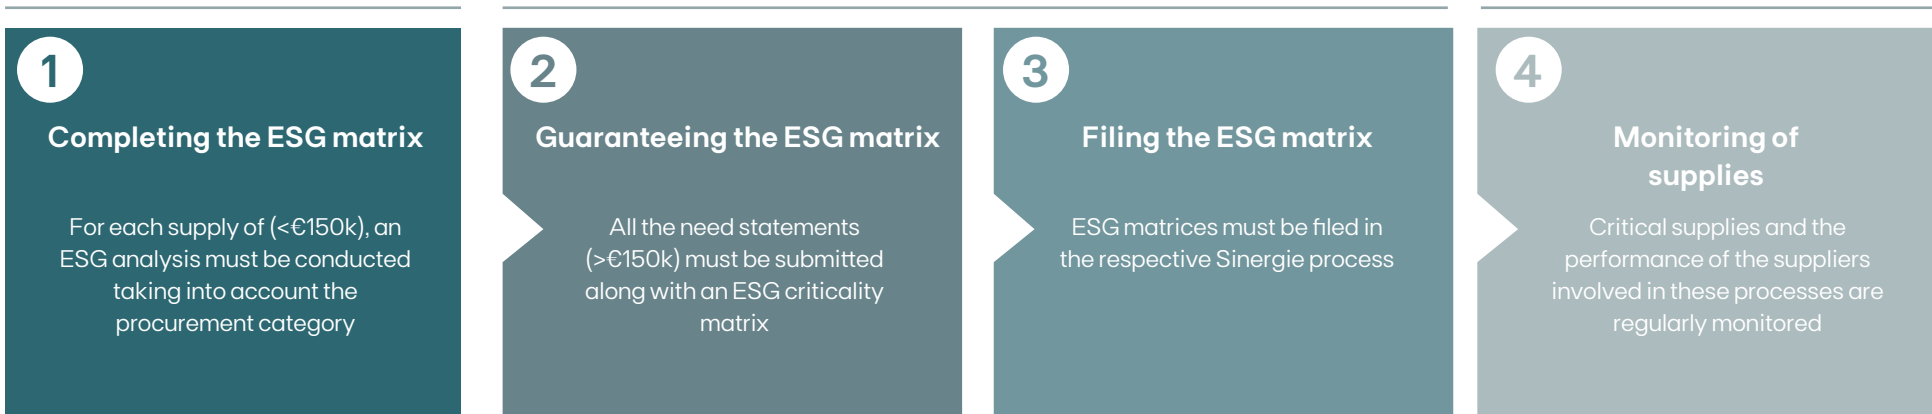 1
Completing the ESG matrix
For each supply of (<€150k), an
ESG analysis must be conducted
taking into account the
procurement category
2
Guaranteeing the ESG matrix
All the need statements
(>€150k) must be submitted
along with an ESG criticality
matrix
3
Filing the ESG matrix
ESG matrices must be filed in
the respective Sinergie process
4
Monitoring of
supplies
Critical supplies and the
performance of the suppliers
involved in these processes are
regularly monitored